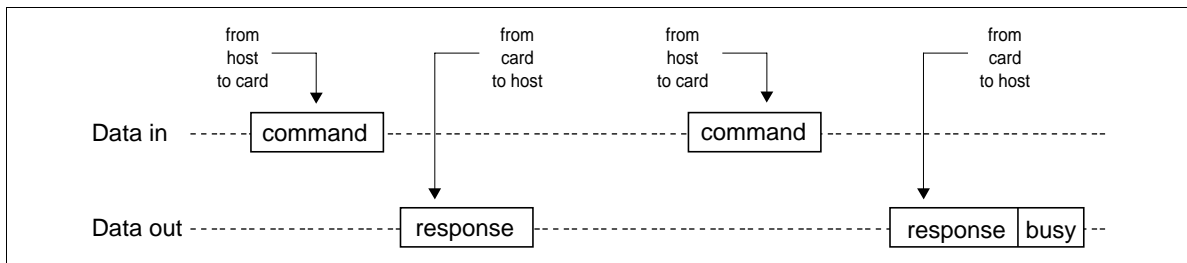 from
host
to card
from
card
to host
from
host
to card
from
card
to host
Data in
command
command
Data out
response
response
busy